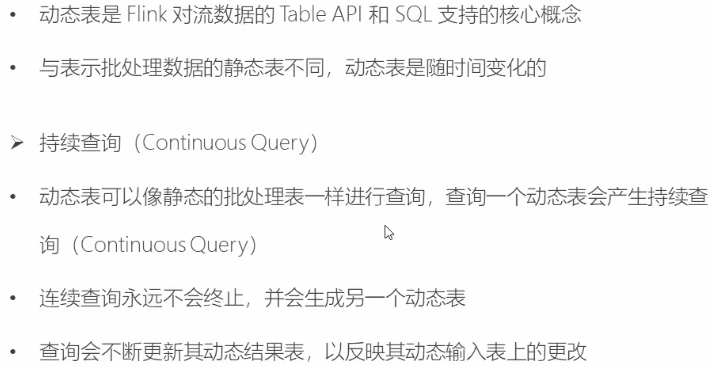 • 动态表是 Flink 对流数据的 Table API 和 SQL 支持的核心概念
• 与表示批处理数据的静态表不同，动态表是随时间变化的
➢ 持续查询（Continuous Query）
• 动态表可以像静态的批处理表一样进行查询，查询一个动态表会产生持续查
询（Continuous Query）
• 连续查询永远不会终止，并会生成另一个动态表
• 查询会不断更新其动态结果表，以反映其动态输入表上的更改